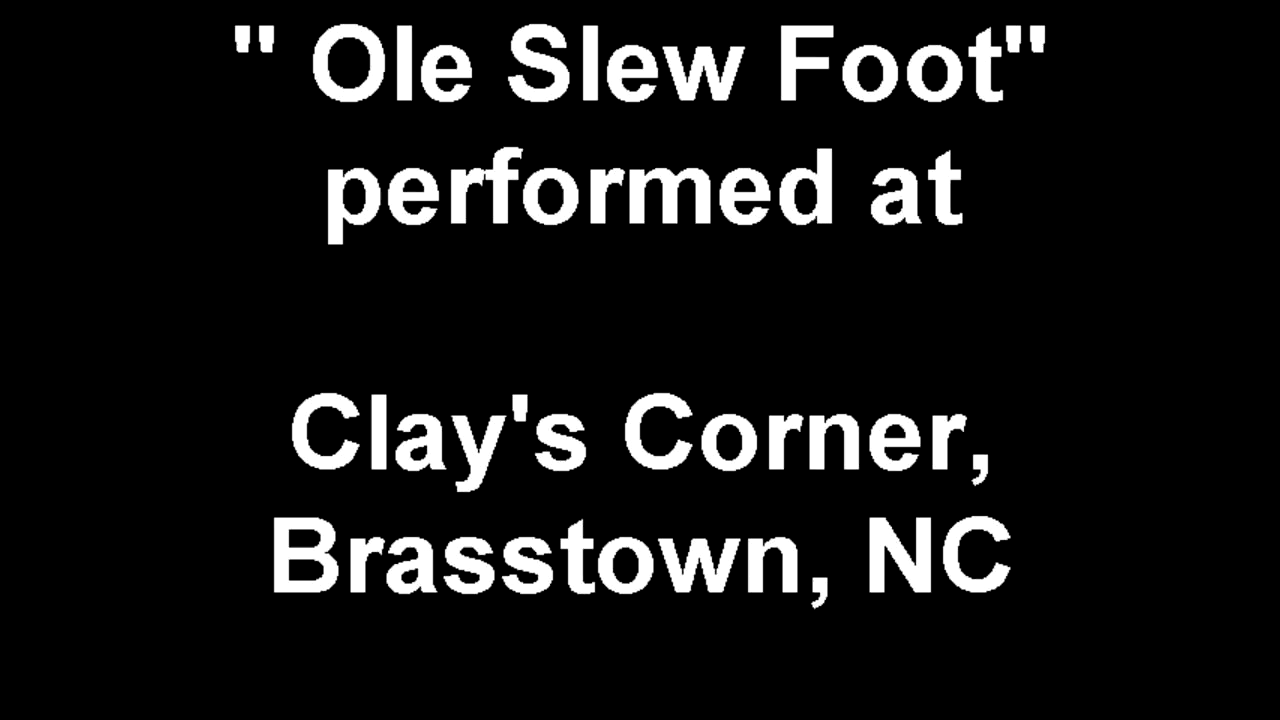 " Ole Slew Foot"
performed at
Clay's Corner,
Brasstown, NC